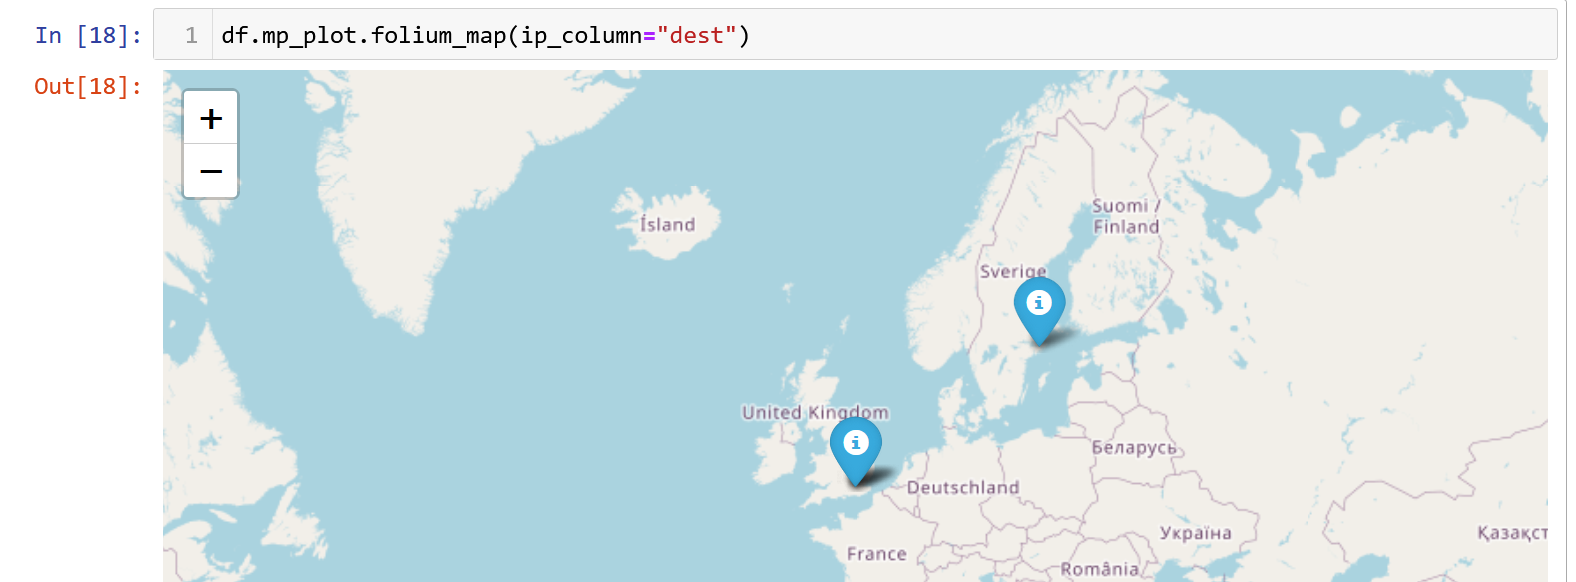 In [18]:
1 df.mp_plot.folium_map(ip_column="dest")
Out[18]:
+
−
Suomi /
Finland
Ísland
Sverige
United Kingdom
Беларусь
Deutschland
Україна
Қазақст
France
România